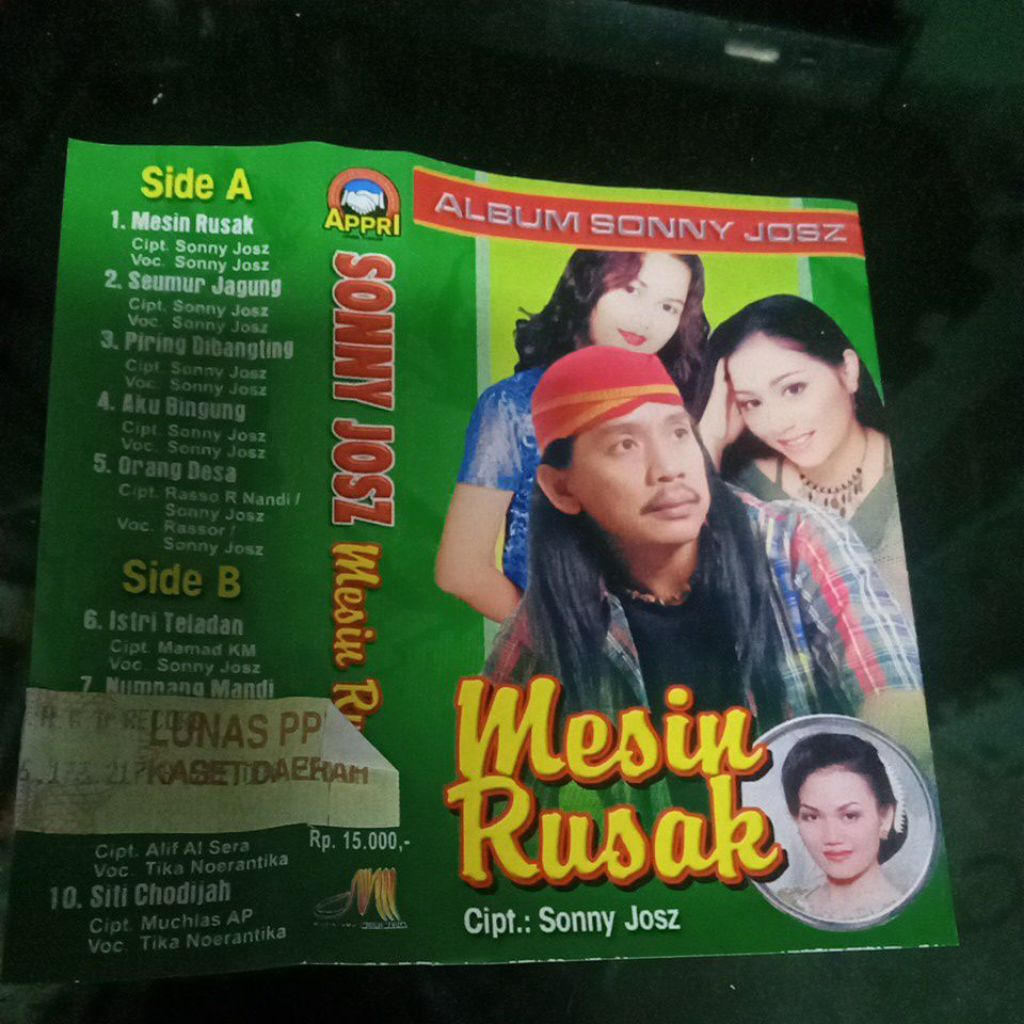 Side A
1. Mesin Rusak
Cipt. Sonny Josz
Voc. Sonny Josz
2. Seumur Jagung
Cipt. Sonny Josz
Voc. Sonny Josz
3. Piring Dibangting
Cipt. Sonny Josz
Voc. Sonny Josz
4. Aku Bingung
Cipt. Sonny Josz
Voc. Sonny Josz
5. Orang Desa
Cipt. Rasso R Nandi /
Sonny Josz
Voc. Rassor /
Sonny Josz
Side B
6. Istri Teladan
Cipt. Mamad KM
Voc. Sonny Josz
7. Numpang Mandi
LUNAS PP
KASET DAERAH
Cipt. Alif Al Sera
Voc. Tika Noerantika
10. Siti Chodijah
Cipt. Muchlas AP
Voc. Tika Noerantika
APPRI
SONNY JOSZ Mesin
Rp. 15.000,-
ALBUM SONNY JOSZ
Mesin
Rusak
Cipt.: Sonny Josz